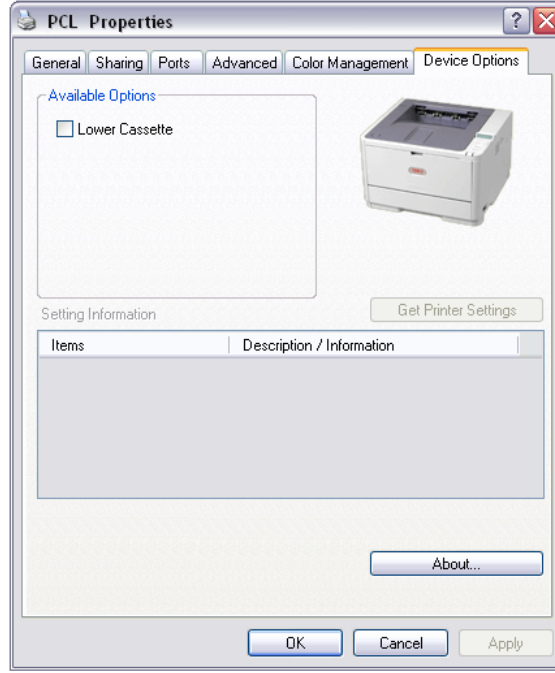 PCL Properties
General Sharing Ports Advanced Color Management Device Options
Available Options
Lower Cassette
Get Printer Settings
Setting Information
Items Description / Information
About...
OK Cancel Apply